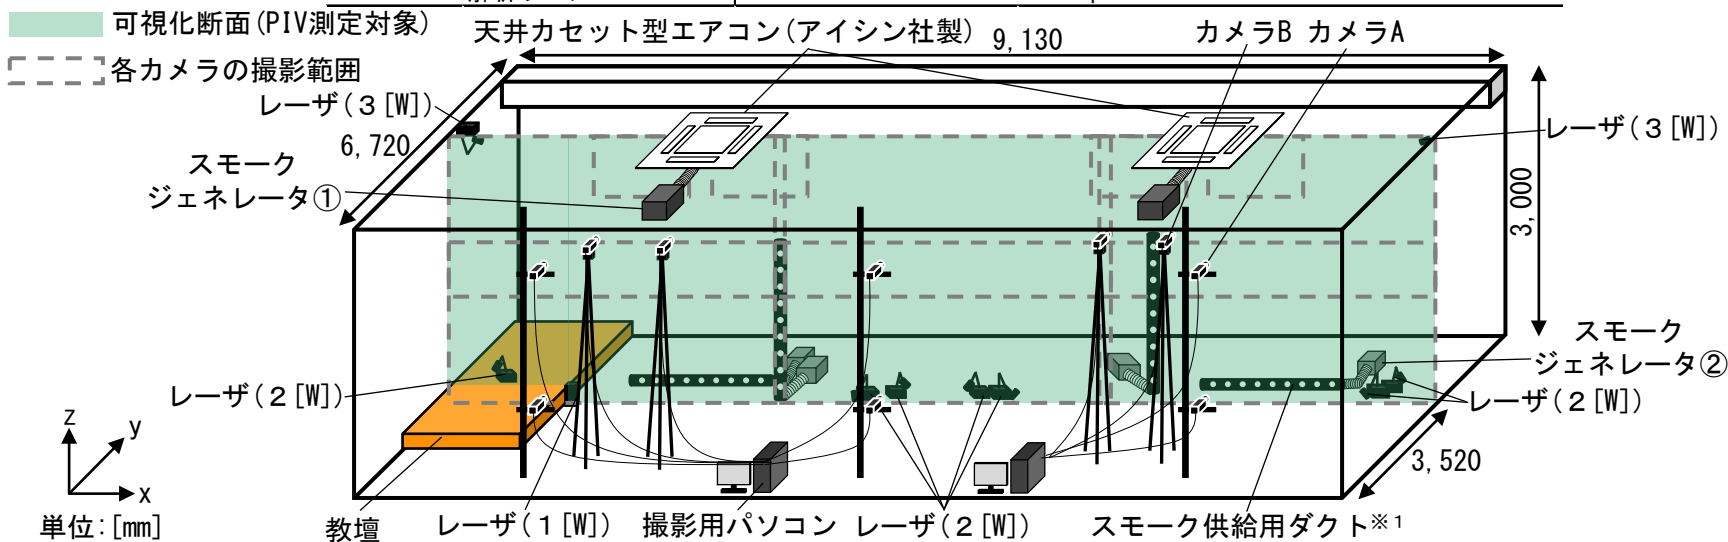 可視化断面(PIV測定対象)
各カメラの撮影範囲
天井カセット型エアコン(アイシン社製)
9,130
カメラB カメラA
レーザ(3[W])
6,720
スモーク
ジェネレータ①
レーザ(3[W])
3,000
スモーク
ジェネレータ②
レーザ(2[W])
レーザ(2[W])
3,520
z
y
x
単位:[mm]
教壇
レーザ(1[W])
撮影用パソコン
レーザ(2[W])
スモーク供給用ダクト※1